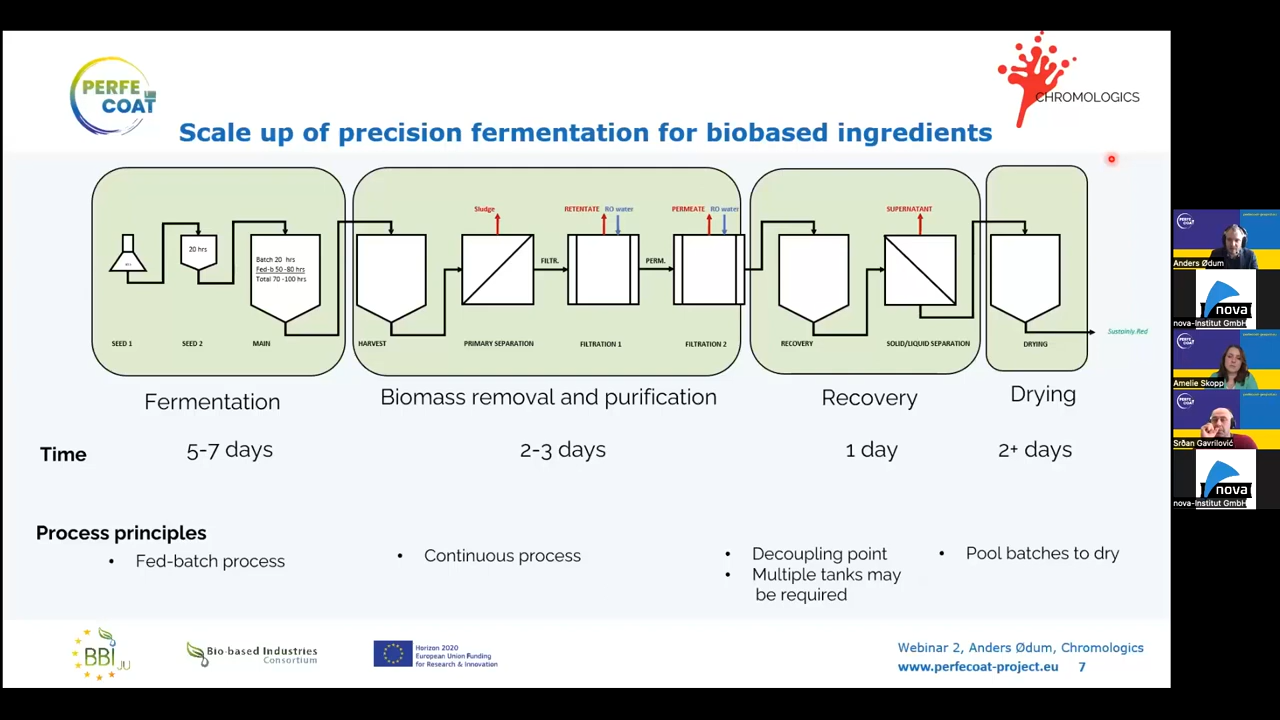 PERFE
COAT
CHROMOLOGICS
Scale up of precision fermentation for biobased ingredients
Sludge
RETENTATE
RO water
PERMEATE
RO water
SUPERNATANT
20 hrs
Batch 20 hrs
Fed-b 50 -80 hrs
Total 70 -100 hrs
FILTR.
PERM.
Sustainly Red
SEED 1
SEED 2
MAIN
HARVEST
PRIMARY SEPARATION
FILTRATION 1
FILTRATION 2
RECOVERY
SOLID/LIQUID SEPARATION
DRYING
Fermentation
Biomass removal and purification
Recovery
Drying
Time
5-7 days
2-3 days
1 day
2+ days
Process principles
• Fed-batch process
• Continuous process
• Decoupling point
• Multiple tanks may
be required
• Pool batches to dry
BBI JU
Bio-based Industries
Consortium
Horizon 2020
European Union Funding
for Research & Innovation
Webinar 2, Anders Ødum, Chromologics
www.perfecoat-project.eu 7
Anders Ødum
nova
nova-Institut GmbH
Amelie Skopp
Srđan Gavrilović
nova
nova-Institut GmbH